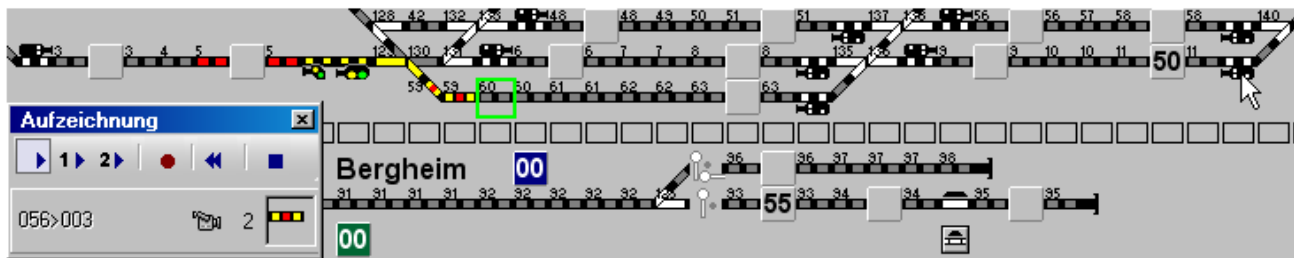 128 42 132 133 48 48 49 50 51 51 137 136 56 56 57 58 58 140
3 3 4 5 5 129 130 131 6 6 7 7 8 8 135 136 9 9 10 10 11 50 11
59 59 60 60 61 61 62 62 63 63
Aufzeichnung
1 2
056>003 2
Bergheim 00
96 96 97 97 97 98
91 91 91 91 92 92 92 92 92 93 55 93 94 94 95 95
00